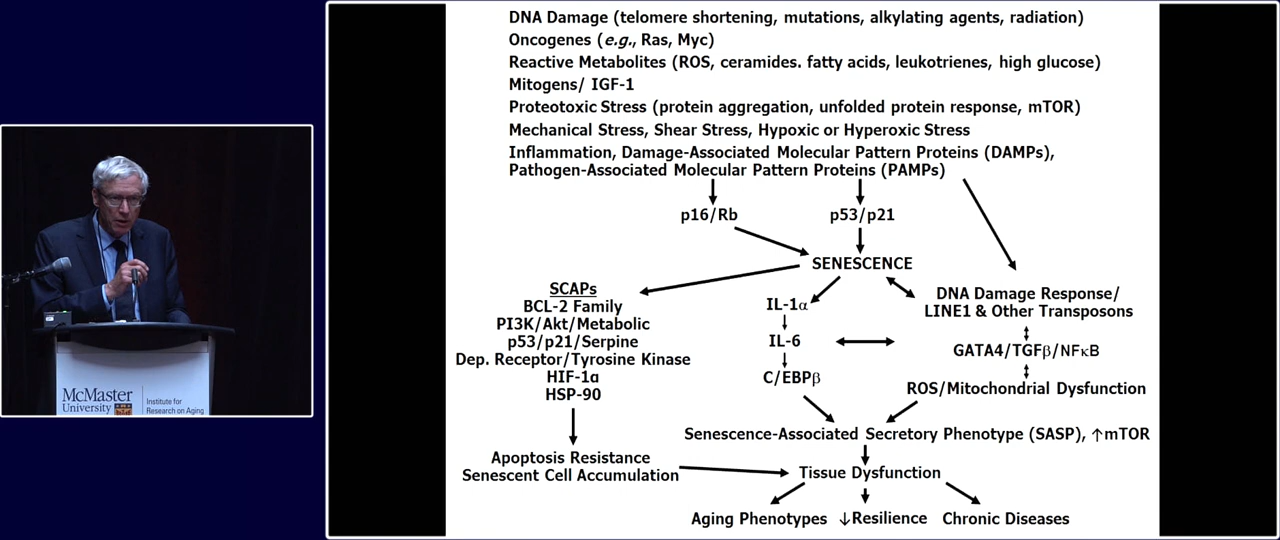 DNA Damage (telomere shortening, mutations, alkylating agents, radiation)
Oncogenes (e.g., Ras, Myc)
Reactive Metabolites (ROS, ceramides. fatty acids, leukotrienes, high glucose)
Mitogens/ IGF-1
Proteotoxic Stress (protein aggregation, unfolded protein response, mTOR)
Mechanical Stress, Shear Stress, Hypoxic or Hyperoxic Stress
Inflammation, Damage-Associated Molecular Pattern Proteins (DAMPs),
Pathogen-Associated Molecular Pattern Proteins (PAMPs)
p16/Rb
p53/p21
SENESCENCE
SCAPs
BCL-2 Family
PI3K/Akt/Metabolic
p53/p21/Serpine
Dep. Receptor/Tyrosine Kinase
HIF-1α
HSP-90
IL-1α
IL-6
C/EBPβ
DNA Damage Response/
LINE1 & Other Transposons
GATA4/TGFβ/NFκB
ROS/Mitochondrial Dysfunction
Senescence-Associated Secretory Phenotype (SASP), ↑mTOR
Apoptosis Resistance
Senescent Cell Accumulation
Tissue Dysfunction
Aging Phenotypes
↓Resilience
Chronic Diseases
McMaster
University
Institute for
Research on Aging